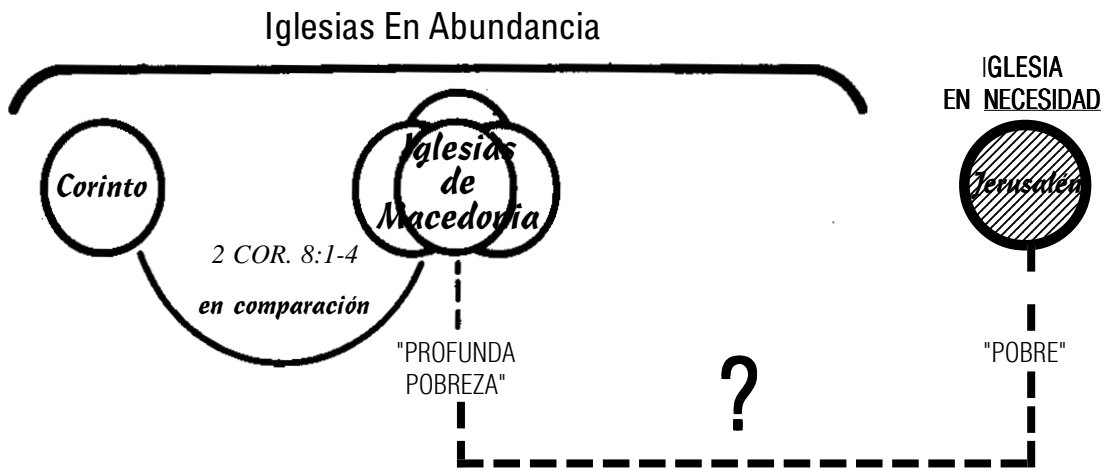 Iglesias En Abundancia
IGLESIA
EN NECESIDAD
Corinto
Iglesias
de
Macedonia
Jerusalén
2 COR. 8:1-4
en comparación
"PROFUNDA
POBREZA"
?
"POBRE"